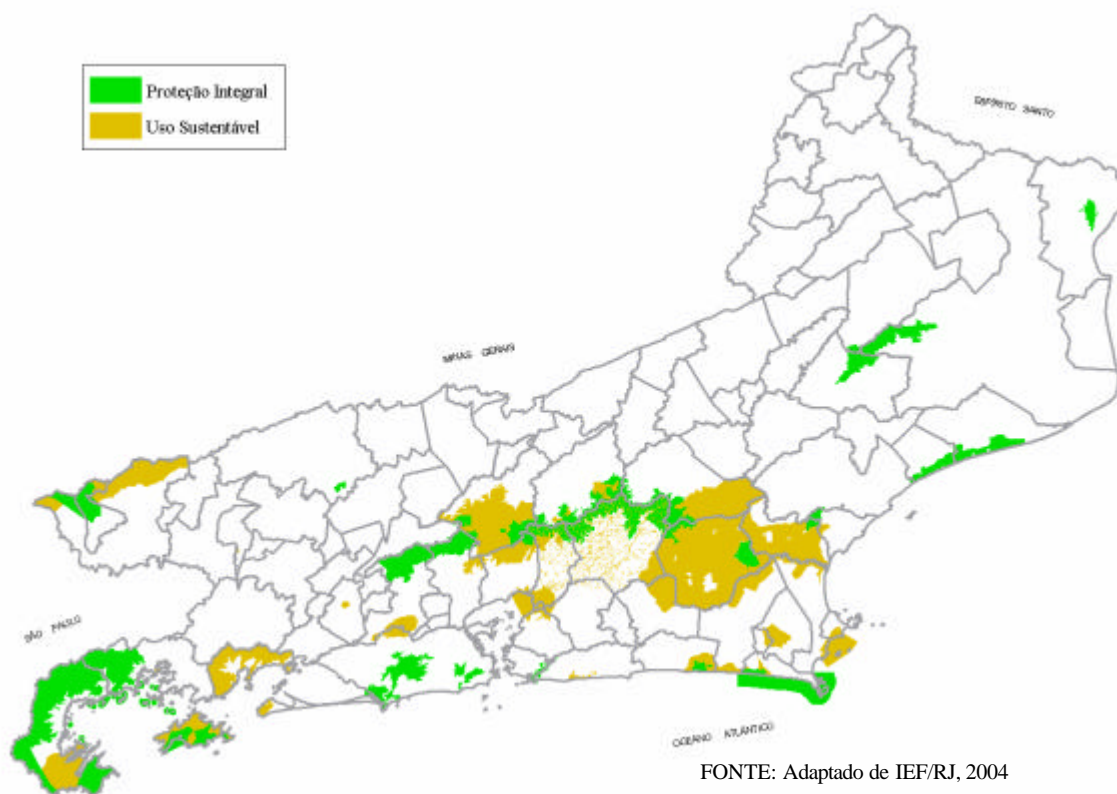 Proteção Integral
Uso Sustentável
ESPÍRITO SANTO
MINAS GERAIS
SÃO PAULO
OCEANO ATLÂNTICO
FONTE: Adaptado de IEF/RJ, 2004